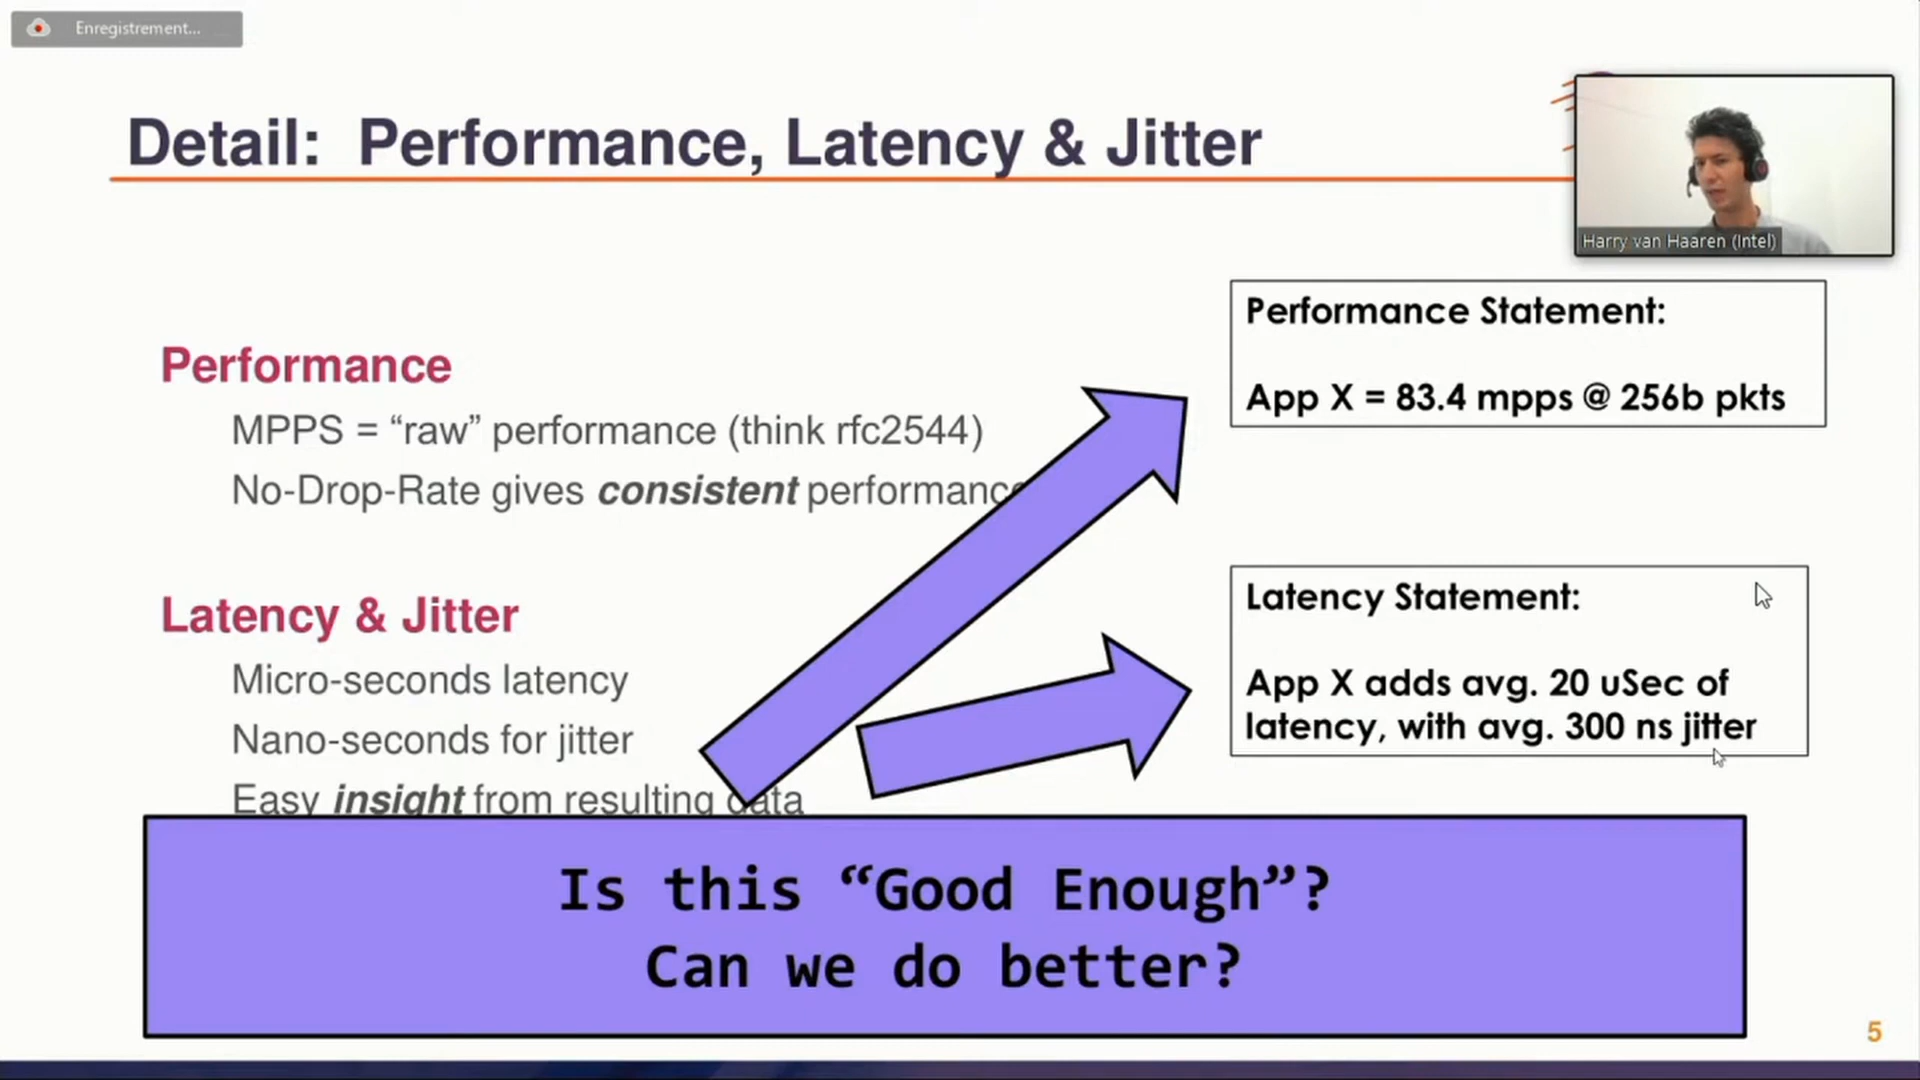 Enregistrement...
Detail: Performance, Latency & Jitter
Harry van Haaren (Intel)
Performance
MPPS = “raw” performance (think rfc2544)
No-Drop-Rate gives consistent performance
Performance Statement:
App X = 83.4 mpps @ 256b pkts
Latency & Jitter
Micro-seconds latency
Nano-seconds for jitter
Easy insight from resulting data
Latency Statement:
App X adds avg. 20 uSec of
latency, with avg. 300 ns jitter
Is this “Good Enough”?
Can we do better?
5